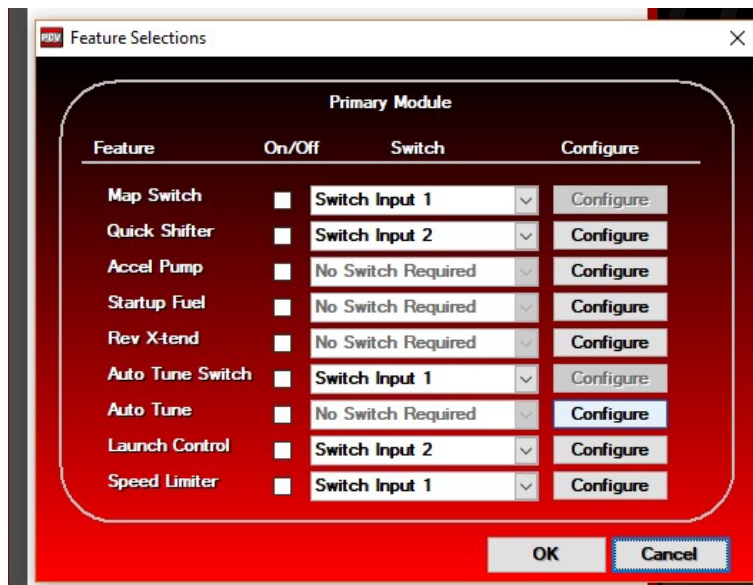 PCV Feature Selections
Primary Module
Feature On/Off Switch Configure
Map Switch Switch Input 1 Configure
Quick Shifter Switch Input 2 Configure
Accel Pump No Switch Required Configure
Startup Fuel No Switch Required Configure
Rev X-tend No Switch Required Configure
Auto Tune Switch Switch Input 1 Configure
Auto Tune No Switch Required Configure
Launch Control Switch Input 2 Configure
Speed Limiter Switch Input 1 Configure
OK Cancel